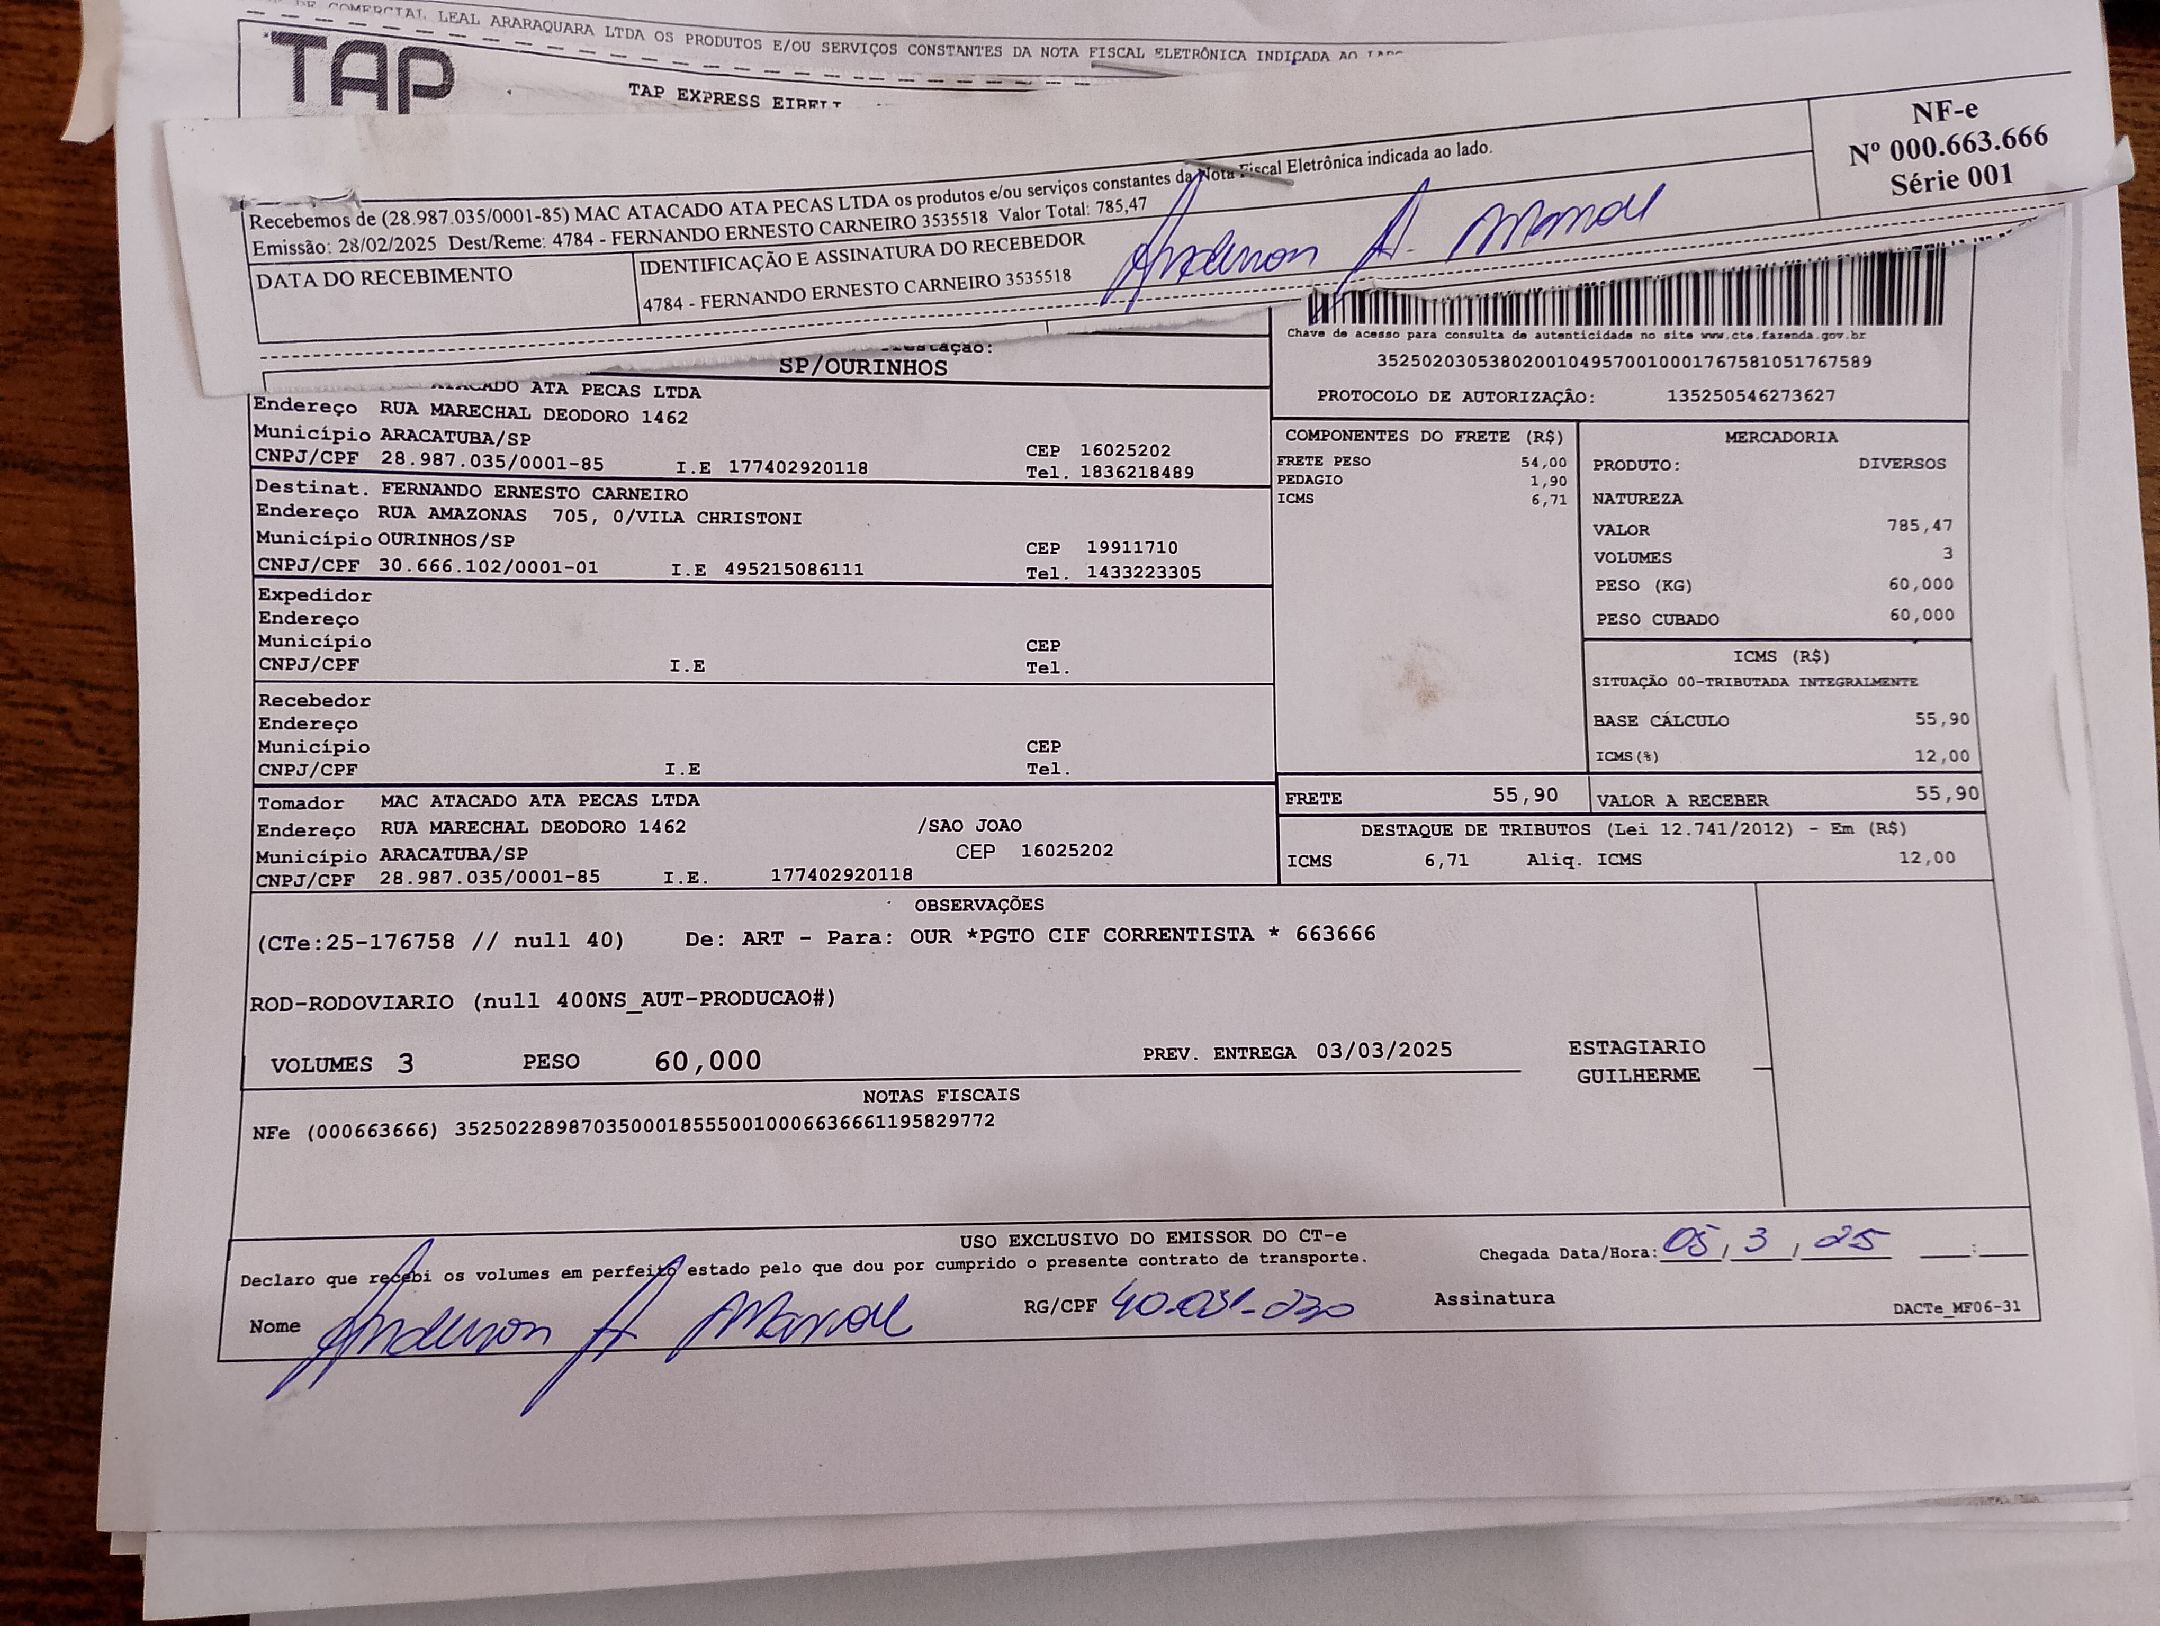 DE COMERCIAL LEAL ARARAQUARA LTDA OS PRODUTOS E/OU SERVIÇOS CONSTANTES DA NOTA FISCAL ELETRÔNICA INDICADA AO
TAP
TAP EXPRESS EIRELI
NF-e
Nº 000.663.666
Série 001
Recebemos de (28.987.035/0001-85) MAC ATACADO ATA PECAS LTDA os produtos e/ou serviços constantes da Nota Fiscal Eletrônica indicada ao lado.
Emissão: 28/02/2025 Dest/Reme: 4784 - FERNANDO ERNESTO CARNEIRO 3535518 Valor Total: 785,47
DATA DO RECEBIMENTO
IDENTIFICAÇÃO E ASSINATURA DO RECEBEDOR
4784 - FERNANDO ERNESTO CARNEIRO 3535518
Anderson A.
SP/OURINHOS
Chave de acesso para consulta de autenticidade no site www.cte.fazenda.gov.br
35250203053802001049570010001767581051767589
PROTOCOLO DE AUTORIZAÇÃO: 135250546273627
ATACADO ATA PECAS LTDA
Endereço RUA MARECHAL DEODORO 1462
Município ARACATUBA/SP CEP 16025202
CNPJ/CPF 28.987.035/0001-85 I.E 177402920118 Tel. 1836218489
Destinat. FERNANDO ERNESTO CARNEIRO
Endereço RUA AMAZONAS 705, 0/VILA CHRISTONI
Município OURINHOS/SP CEP 19911710
CNPJ/CPF 30.666.102/0001-01 I.E 495215086111 Tel. 1433223305
Expedidor
Endereço
Município CEP
CNPJ/CPF I.E Tel.
Recebedor
Endereço
Município CEP
CNPJ/CPF I.E Tel.
Tomador MAC ATACADO ATA PECAS LTDA
Endereço RUA MARECHAL DEODORO 1462 /SAO JOAO
Município ARACATUBA/SP CEP 16025202
CNPJ/CPF 28.987.035/0001-85 I.E. 177402920118
COMPONENTES DO FRETE (R$)
FRETE PESO 54,00
PEDAGIO 1,90
ICMS 6,71
MERCADORIA
PRODUTO: DIVERSOS
NATUREZA
VALOR 785,47
VOLUMES 3
PESO (KG) 60,000
PESO CUBADO 60,000
ICMS (R$)
SITUAÇÃO 00-TRIBUTADA INTEGRALMENTE
BASE CÁLCULO 55,90
ICMS(%) 12,00
FRETE 55,90 VALOR A RECEBER 55,90
DESTAQUE DE TRIBUTOS (Lei 12.741/2012) - Em (R$)
ICMS 6,71 Aliq. ICMS 12,00
OBSERVAÇÕES
(CTe:25-176758 // null 40) De: ART - Para: OUR *PGTO CIF CORRENTISTA * 663666
ROD-RODOVIARIO (null 400NS_AUT-PRODUCAO#)
VOLUMES 3 PESO 60,000 PREV. ENTREGA 03/03/2025 ESTAGIARIO
GUILHERME
NOTAS FISCAIS
NFe (000663666) 35250228987035000185550010006636661195829772
USO EXCLUSIVO DO EMISSOR DO CT-e
Declaro que recebi os volumes em perfeito estado pelo que dou por cumprido o presente contrato de transporte.
Chegada Data/Hora: 05/3/25 __:__
Nome Anderson A RG/CPF Assinatura
DACTe_MF06-31